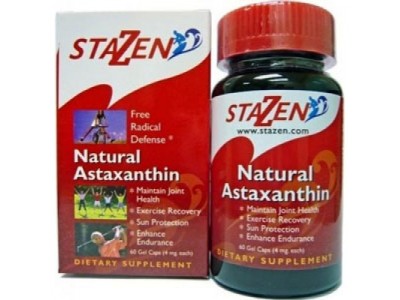 STAZEN
Free
Radical
Defense ®
Natural
Astaxanthin
• Maintain Joint
Health
• Exercise Recovery
• Sun Protection
• Enhance
Endurance
60 Gel Caps (4 mg. each)
DIETARY SUPPLEMENT
STAZEN
www.stazen.com
Natural
Astaxanthin
• Maintain Joint Health
• Exercise Recovery
• Sun Protection
• Enhance Endurance
60 Gel Caps (4 mg. each)
DIETARY SUPPLEMENT